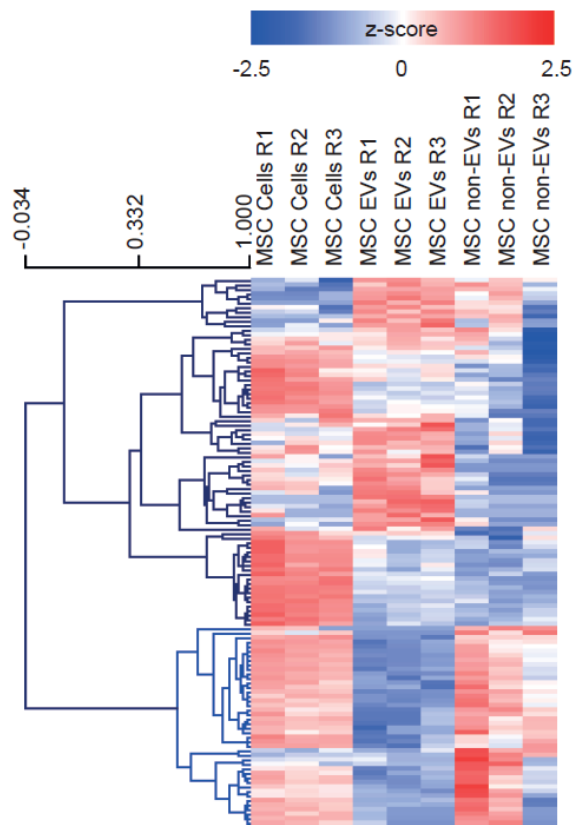 z-score
-2.5 0 2.5
-0.034
0.332
1.000
MSC Cells R1
MSC Cells R2
MSC Cells R3
MSC EVs R1
MSC EVs R2
MSC EVs R3
MSC non-EVs R1
MSC non-EVs R2
MSC non-EVs R3